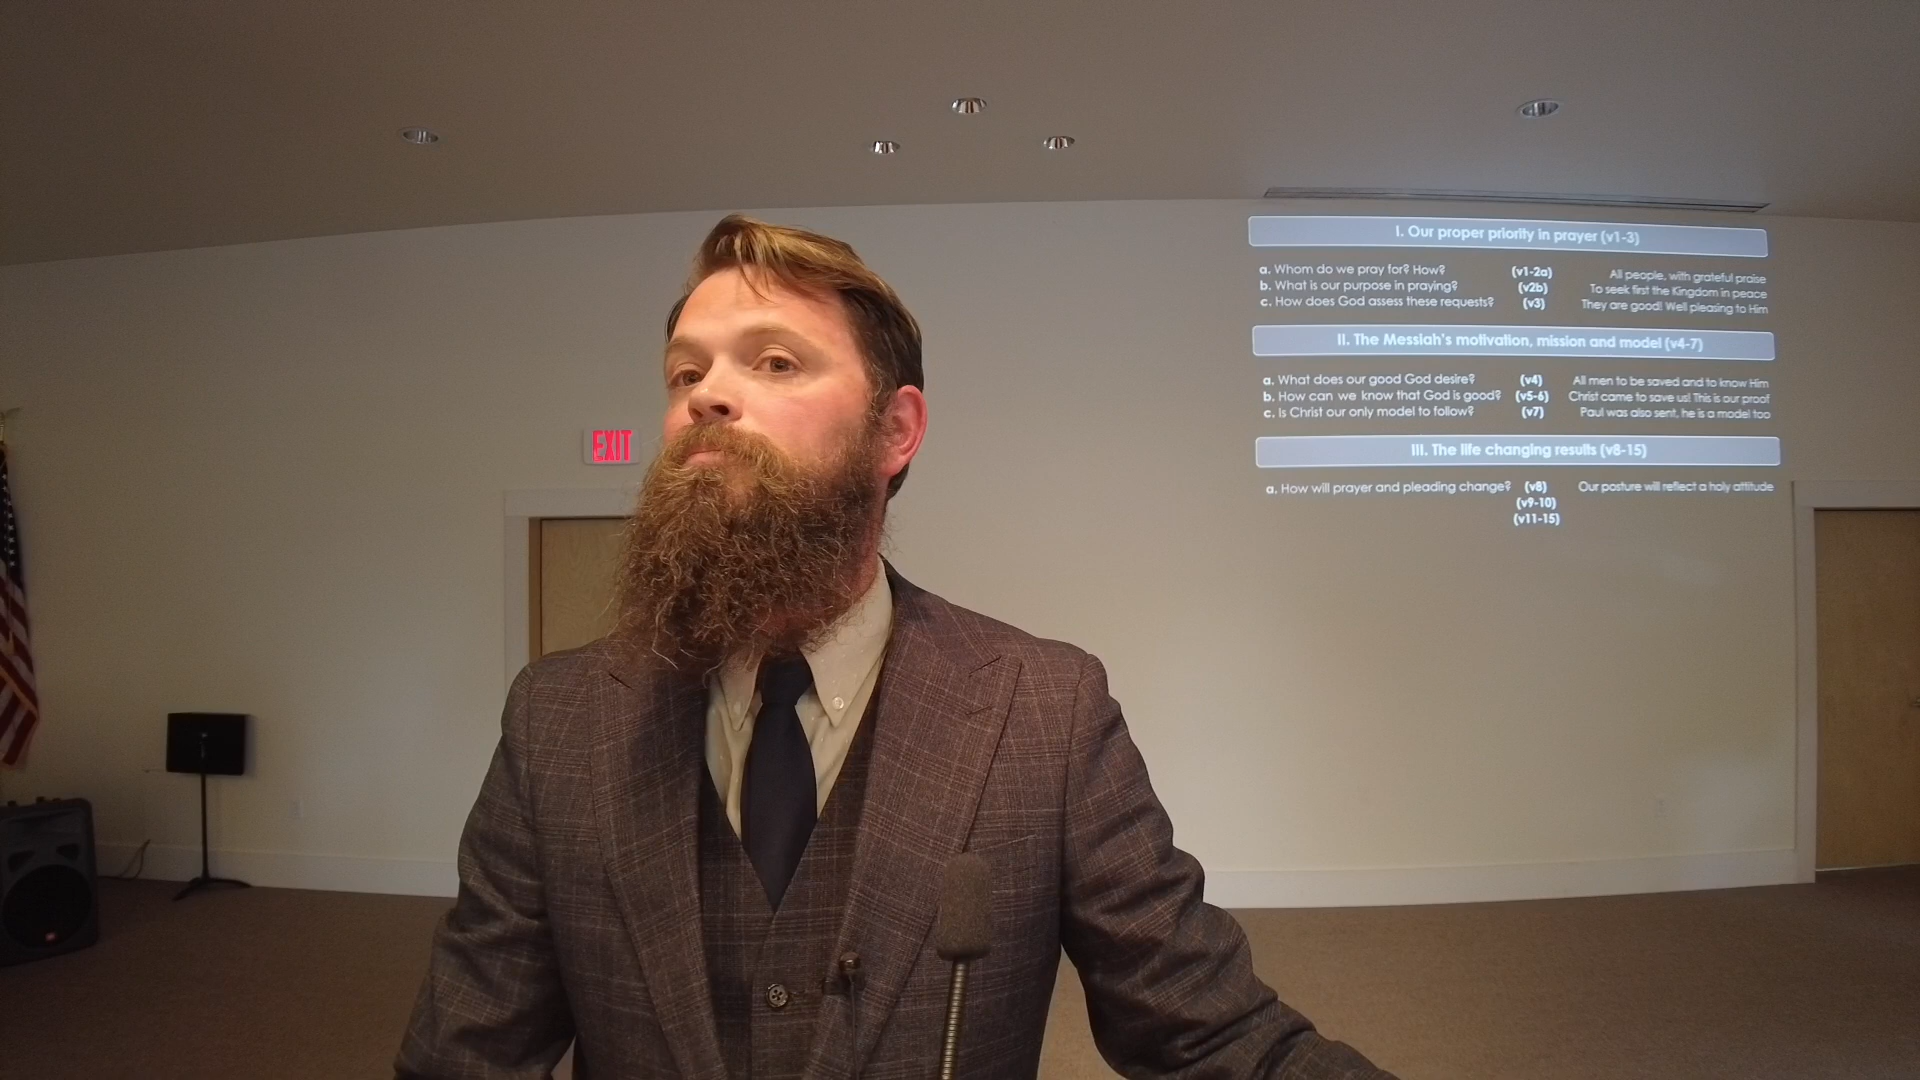 EXIT
I. Our proper priority in prayer (v1-3)
a. Whom do we pray for? How? (v1-2a) All people, with grateful praise
b. What is our purpose in praying? (v2b) To seek first the Kingdom in peace
c. How does God assess these requests? (v3) They are good! Well pleasing to Him
II. The Messiah's motivation, mission and model (v4-7)
a. What does our good God desire? (v4) All men to be saved and to know Him
b. How can we know that God is good? (v5-6) Christ came to save us! This is our proof
c. Is Christ our only model to follow? (v7) Paul was also sent, he is a model too
III. The life changing results (v8-15)
a. How will prayer and pleading change? (v8) Our posture will reflect a holy attitude
(v9-10)
(v11-15)